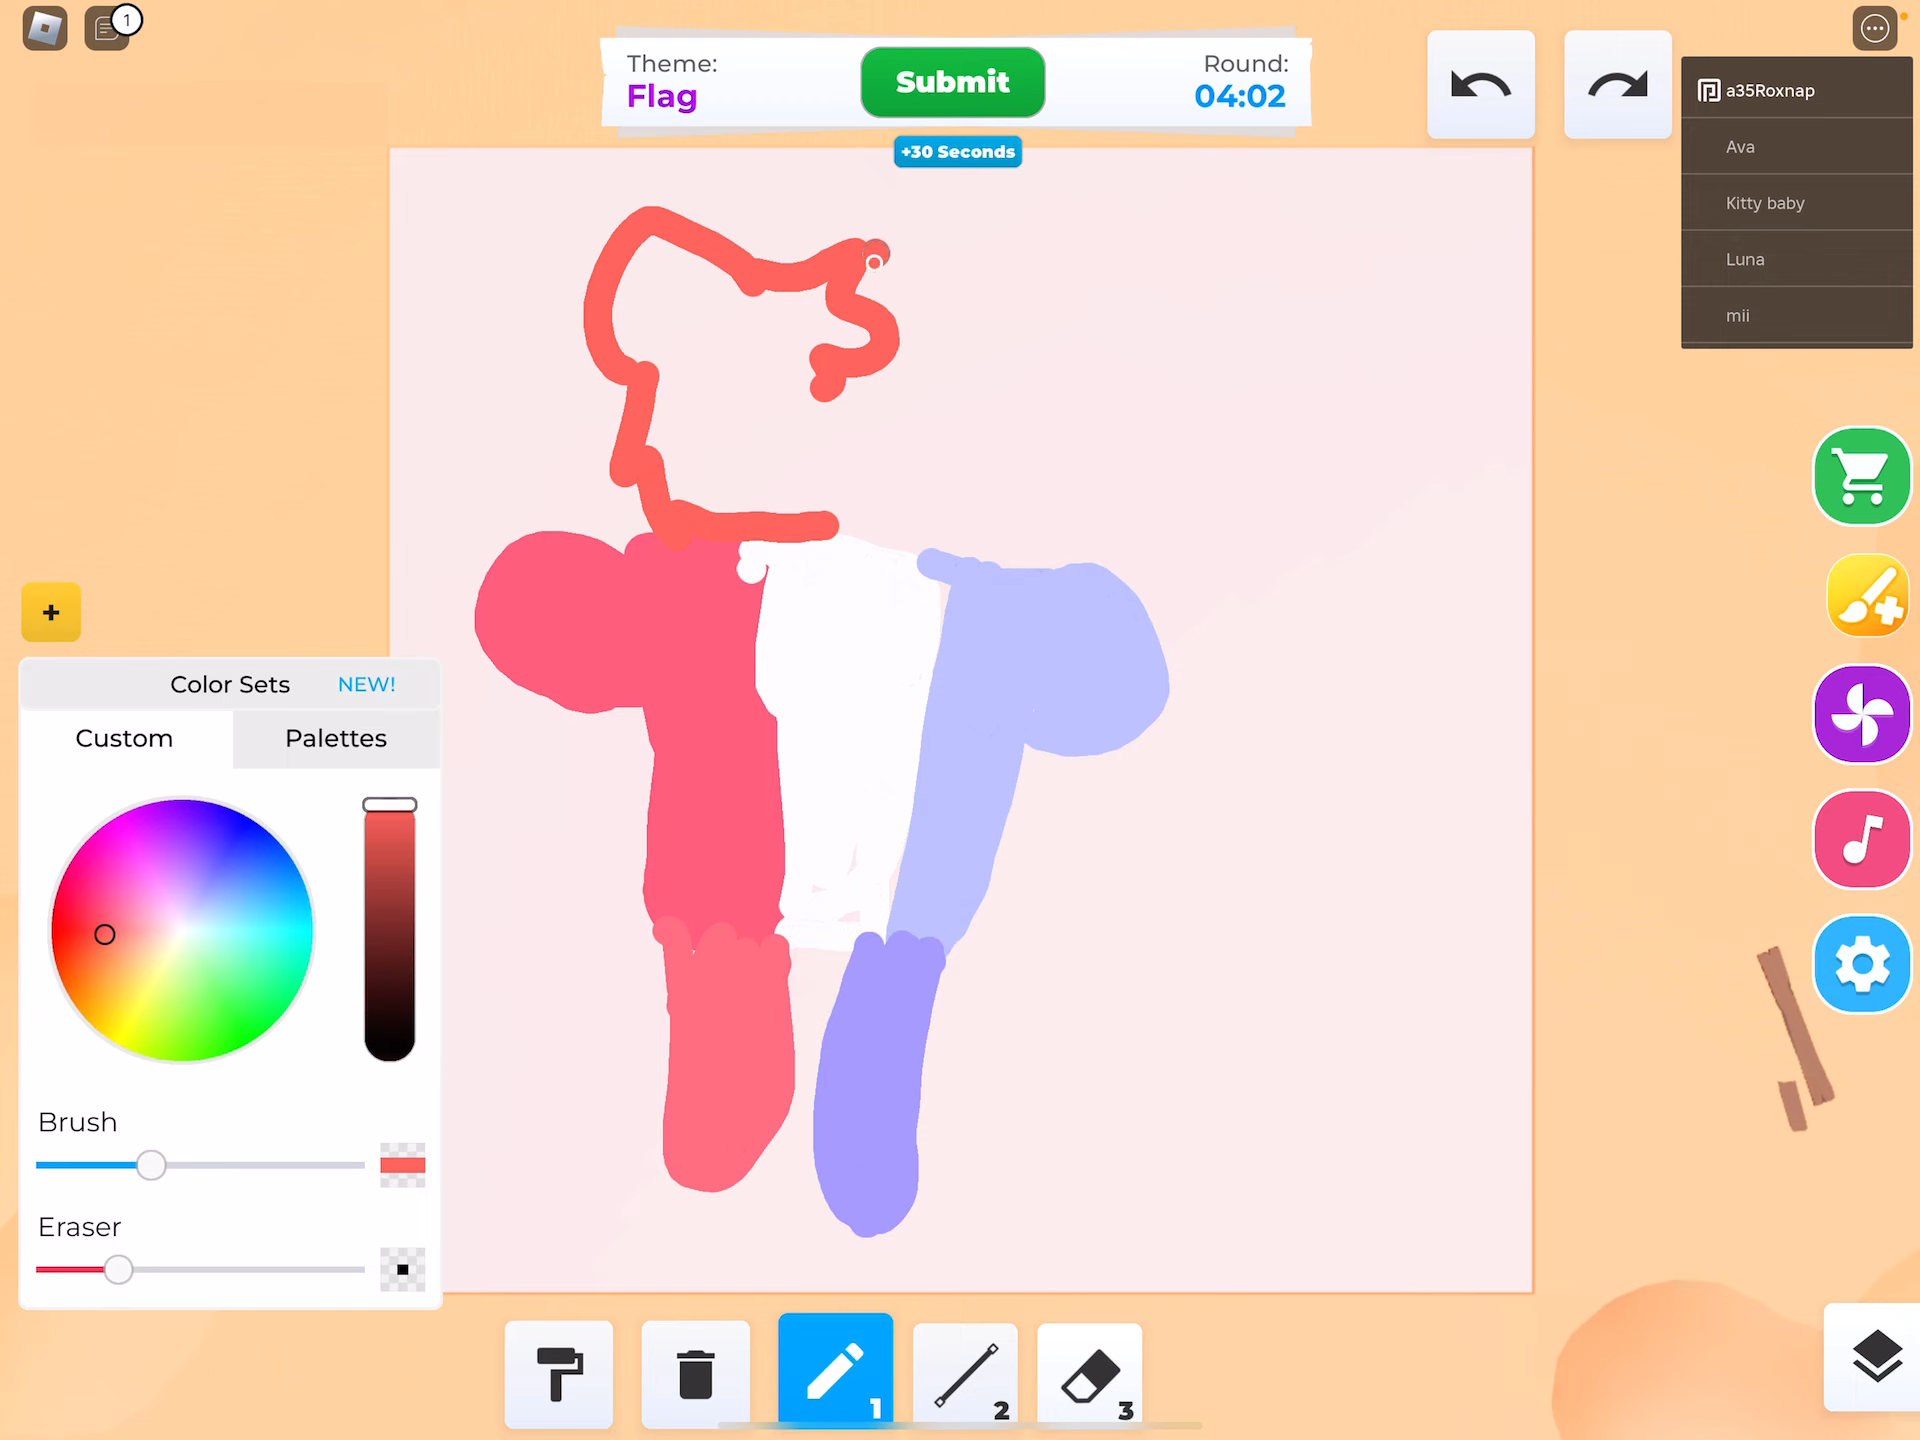 1
Theme:
Flag
Submit
Round:
04:02
+30 Seconds
a35Roxnap
Ava
Kitty baby
Luna
mii
+
Color Sets NEW!
Custom Palettes
Brush
Eraser
1 2 3